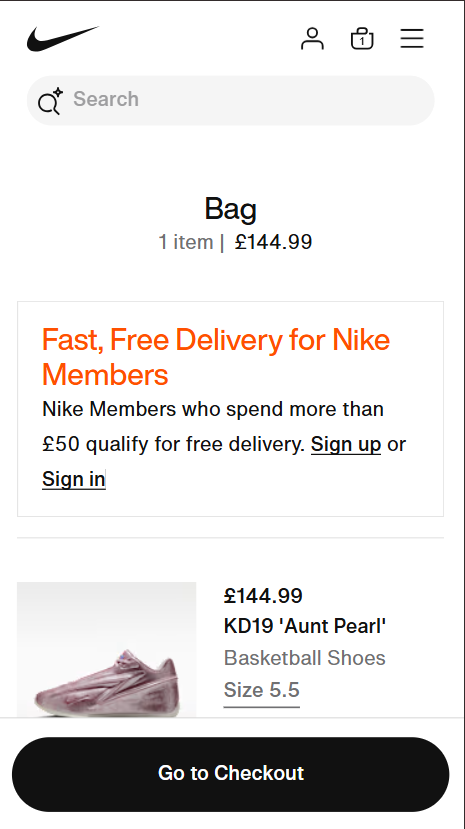 1
Search
Bag
1 item | £144.99
Fast, Free Delivery for Nike
Members
Nike Members who spend more than
£50 qualify for free delivery. Sign up or
Sign in
£144.99
KD19 'Aunt Pearl'
Basketball Shoes
Size 5.5
Go to Checkout